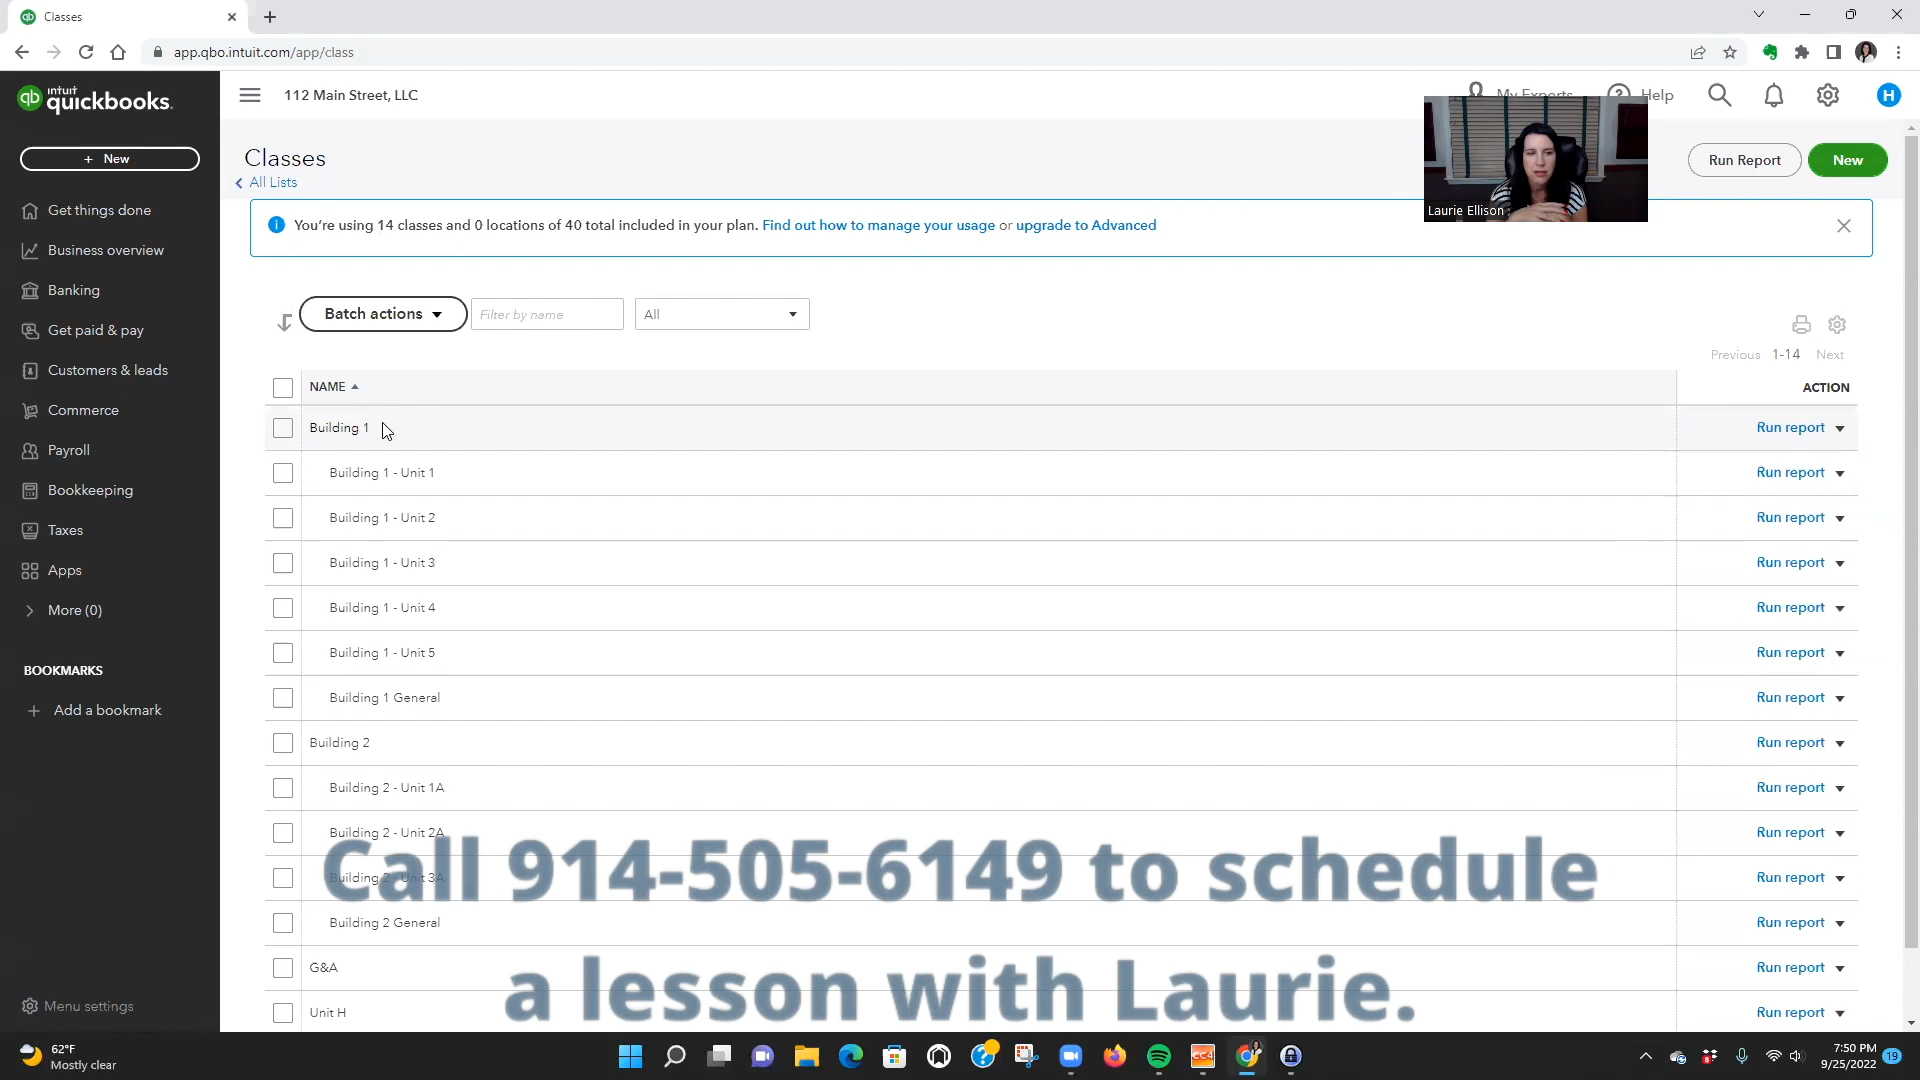 Classes
app.qbo.intuit.com/app/class
intuit
quickbooks.
112 Main Street, LLC
My Experts
Help
H
+ New
Get things done
Business overview
Banking
Get paid & pay
Customers & leads
Commerce
Payroll
Bookkeeping
Taxes
Apps
More (0)
BOOKMARKS
+ Add a bookmark
Menu settings
Classes
All Lists
Laurie Ellison
Run Report
New
You're using 14 classes and 0 locations of 40 total included in your plan. Find out how to manage your usage or upgrade to Advanced
Batch actions
Filter by name
All
Previous 1-14 Next
NAME ACTION
Building 1 Run report
Building 1 - Unit 1 Run report
Building 1 - Unit 2 Run report
Building 1 - Unit 3 Run report
Building 1 - Unit 4 Run report
Building 1 - Unit 5 Run report
Building 1 General Run report
Building 2 Run report
Building 2 - Unit 1A Run report
Building 2 - Unit 2A Run report
Building 2 - Unit 3A Run report
Building 2 General Run report
G&A Run report
Unit H Run report
Call 914-505-6149 to schedule
a lesson with Laurie.
62°F
Mostly clear
CC4
7:50 PM
9/25/2022
19